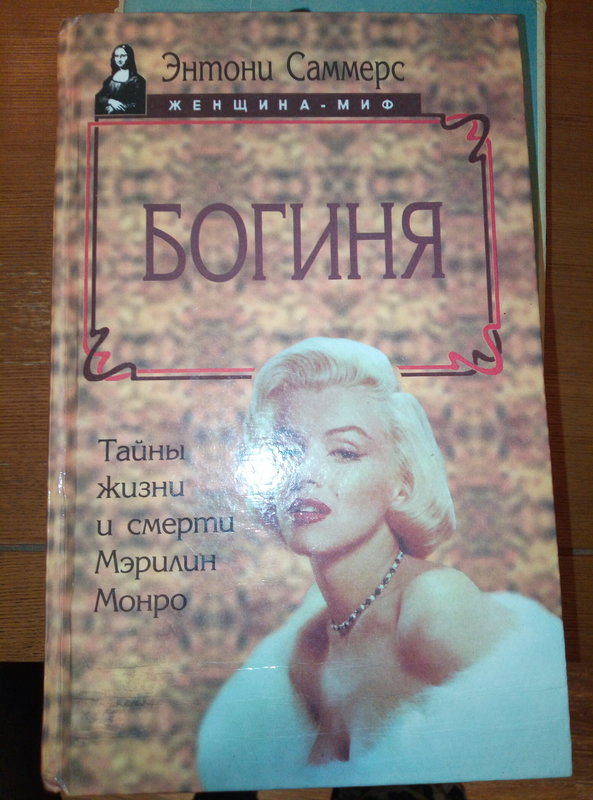 Энтони Саммерс
ЖЕНЩИНА-МИФ
БОГИНЯ
Тайны
жизни
и смерти
Мэрилин
Монро